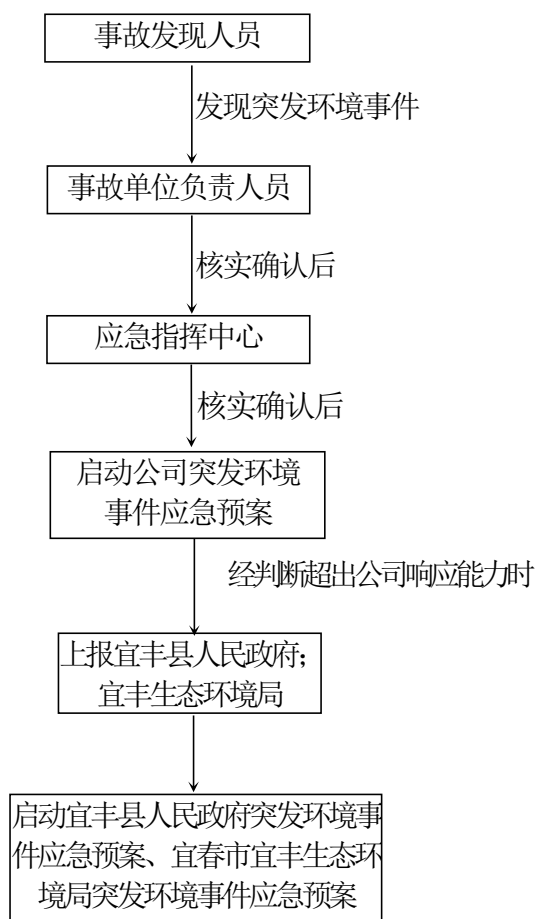 事故发现人员
发现突发环境事件
事故单位负责人员
核实确认后
应急指挥中心
核实确认后
启动公司突发环境
事件应急预案
经判断超出公司响应能力时
上报宜丰县人民政府；
宜丰生态环境局
启动宜丰县人民政府突发环境事
件应急预案、宜春市宜丰生态环
境局突发环境事件应急预案